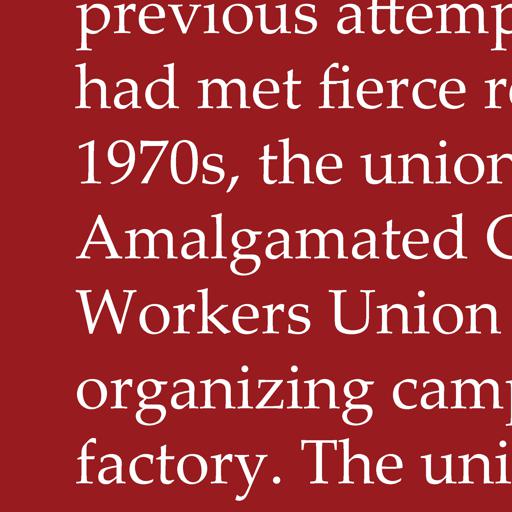 previous attemp
had met fierce r
1970s, the union
Amalgamated C
Workers Union
organizing camp
factory. The uni